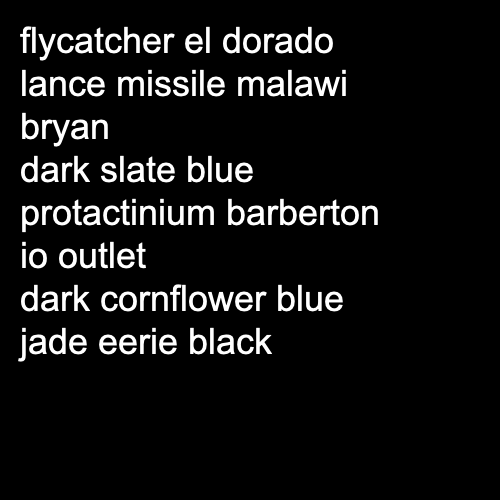 flycatcher el dorado
lance missile malawi
bryan
dark slate blue
protactinium barberton
io outlet
dark cornflower blue
jade eerie black